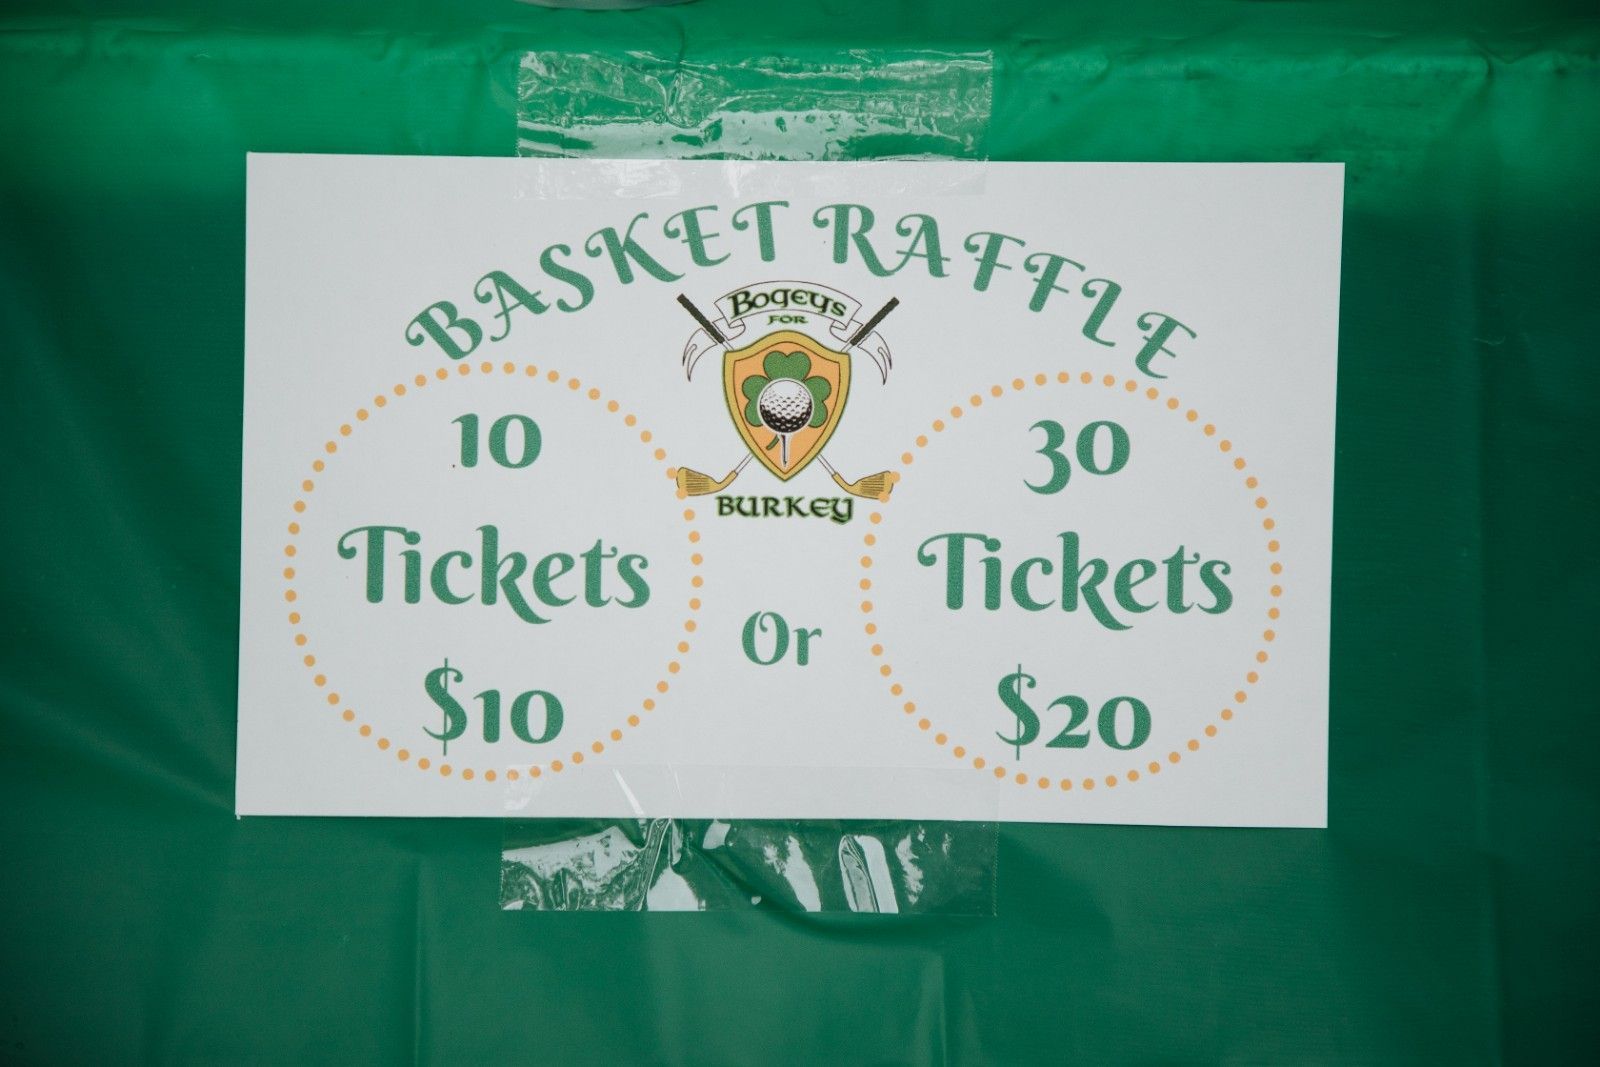 BASKET RAFFLE
Bogeys
FOR
BURKEY
10
Tickets
$10
Or
30
Tickets
$20